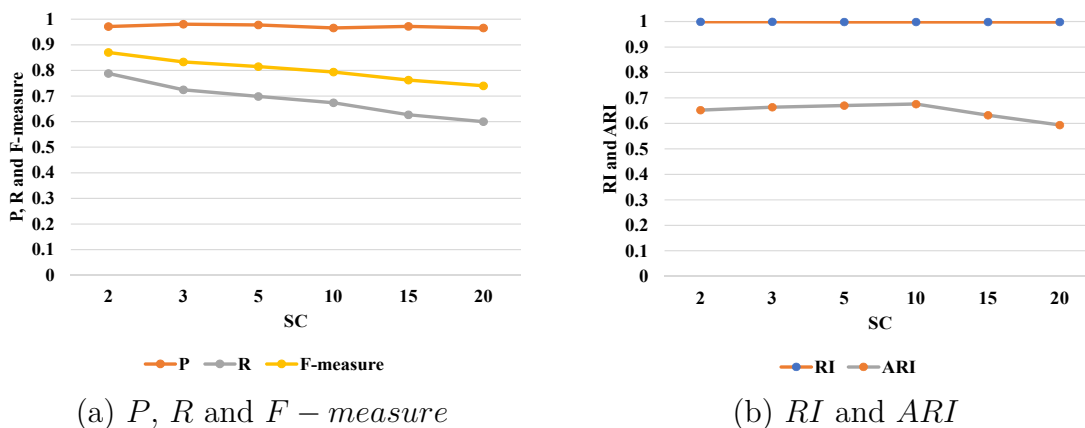 P, R and F-measure
1
0.9
0.8
0.7
0.6
0.5
0.4
0.3
0.2
0.1
0
2 3 5 10 15 20
SC
P R F-measure
(a) P, R and F − measure
RI and ARI
1
0.9
0.8
0.7
0.6
0.5
0.4
0.3
0.2
0.1
0
2 3 5 10 15 20
SC
RI ARI
(b) RI and ARI